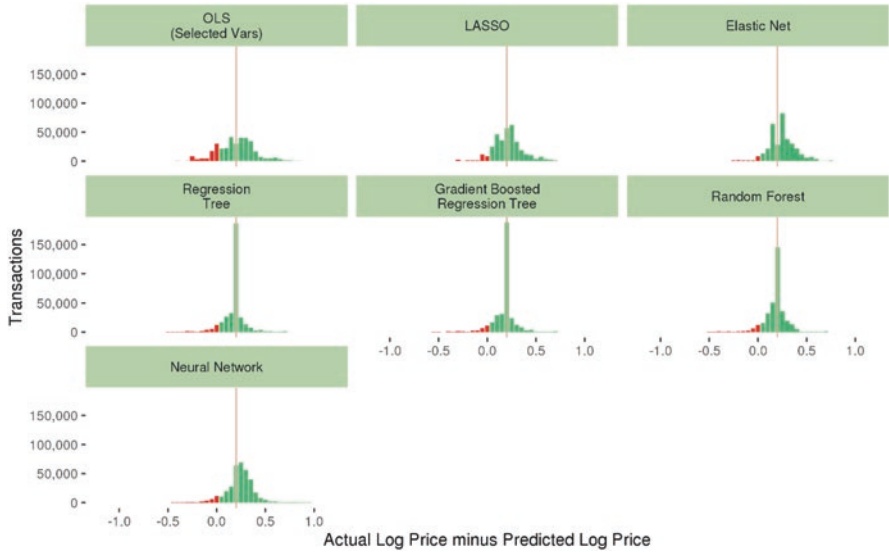 OLS
(Selected Vars)
LASSO
Elastic Net
150,000
100,000
50,000
0
Regression
Tree
Gradient Boosted
Regression Tree
Random Forest
Transactions
150,000
100,000
50,000
0
-1.0 -0.5 0.0 0.5 1.0
-1.0 -0.5 0.0 0.5 1.0
Neural Network
150,000
100,000
50,000
0
-1.0 -0.5 0.0 0.5 1.0
Actual Log Price minus Predicted Log Price